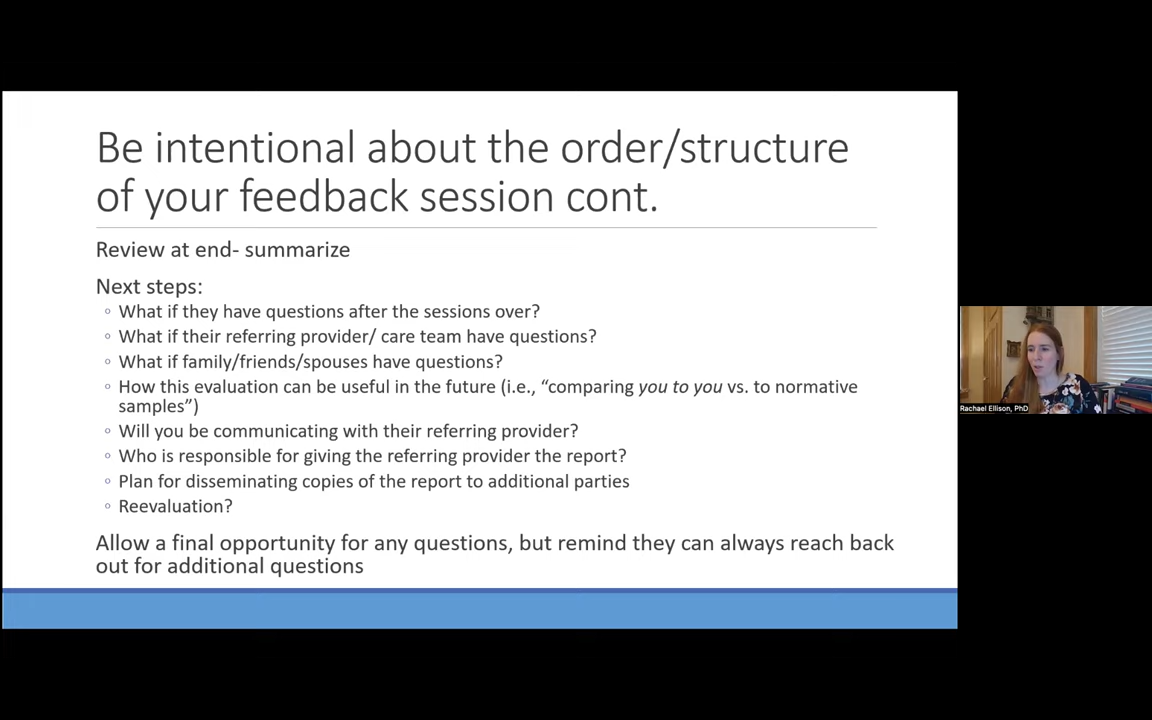 Be intentional about the order/structure
of your feedback session cont.
Review at end- summarize
Next steps:
◦ What if they have questions after the sessions over?
◦ What if their referring provider/ care team have questions?
◦ What if family/friends/spouses have questions?
◦ How this evaluation can be useful in the future (i.e., “comparing you to you vs. to normative
samples”)
◦ Will you be communicating with their referring provider?
◦ Who is responsible for giving the referring provider the report?
◦ Plan for disseminating copies of the report to additional parties
◦ Reevaluation?
Allow a final opportunity for any questions, but remind they can always reach back
out for additional questions
Rachael Ellison, PhD